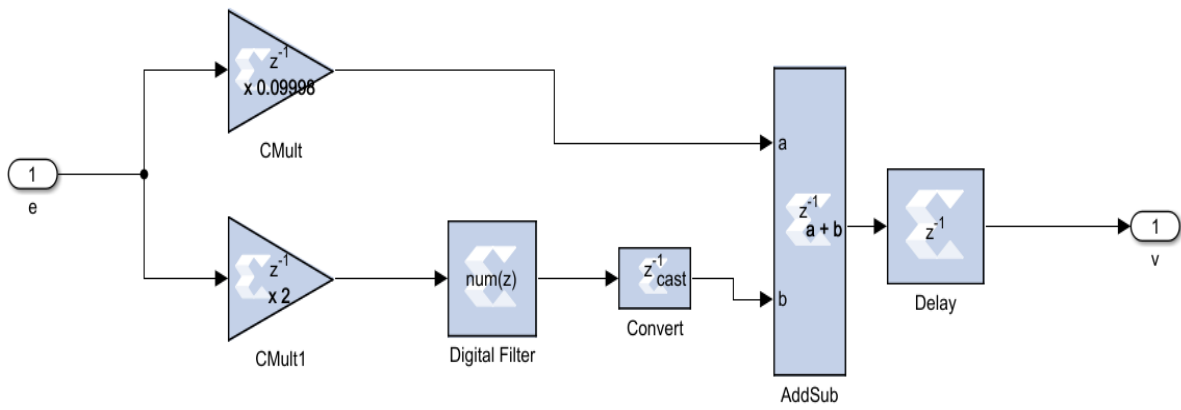 z-1
x 0.09998
CMult
1
e
z-1
x 2
CMult1
num(z)
Digital Filter
z-1
cast
Convert
a
b
z-1
a + b
AddSub
z-1
Delay
1
v